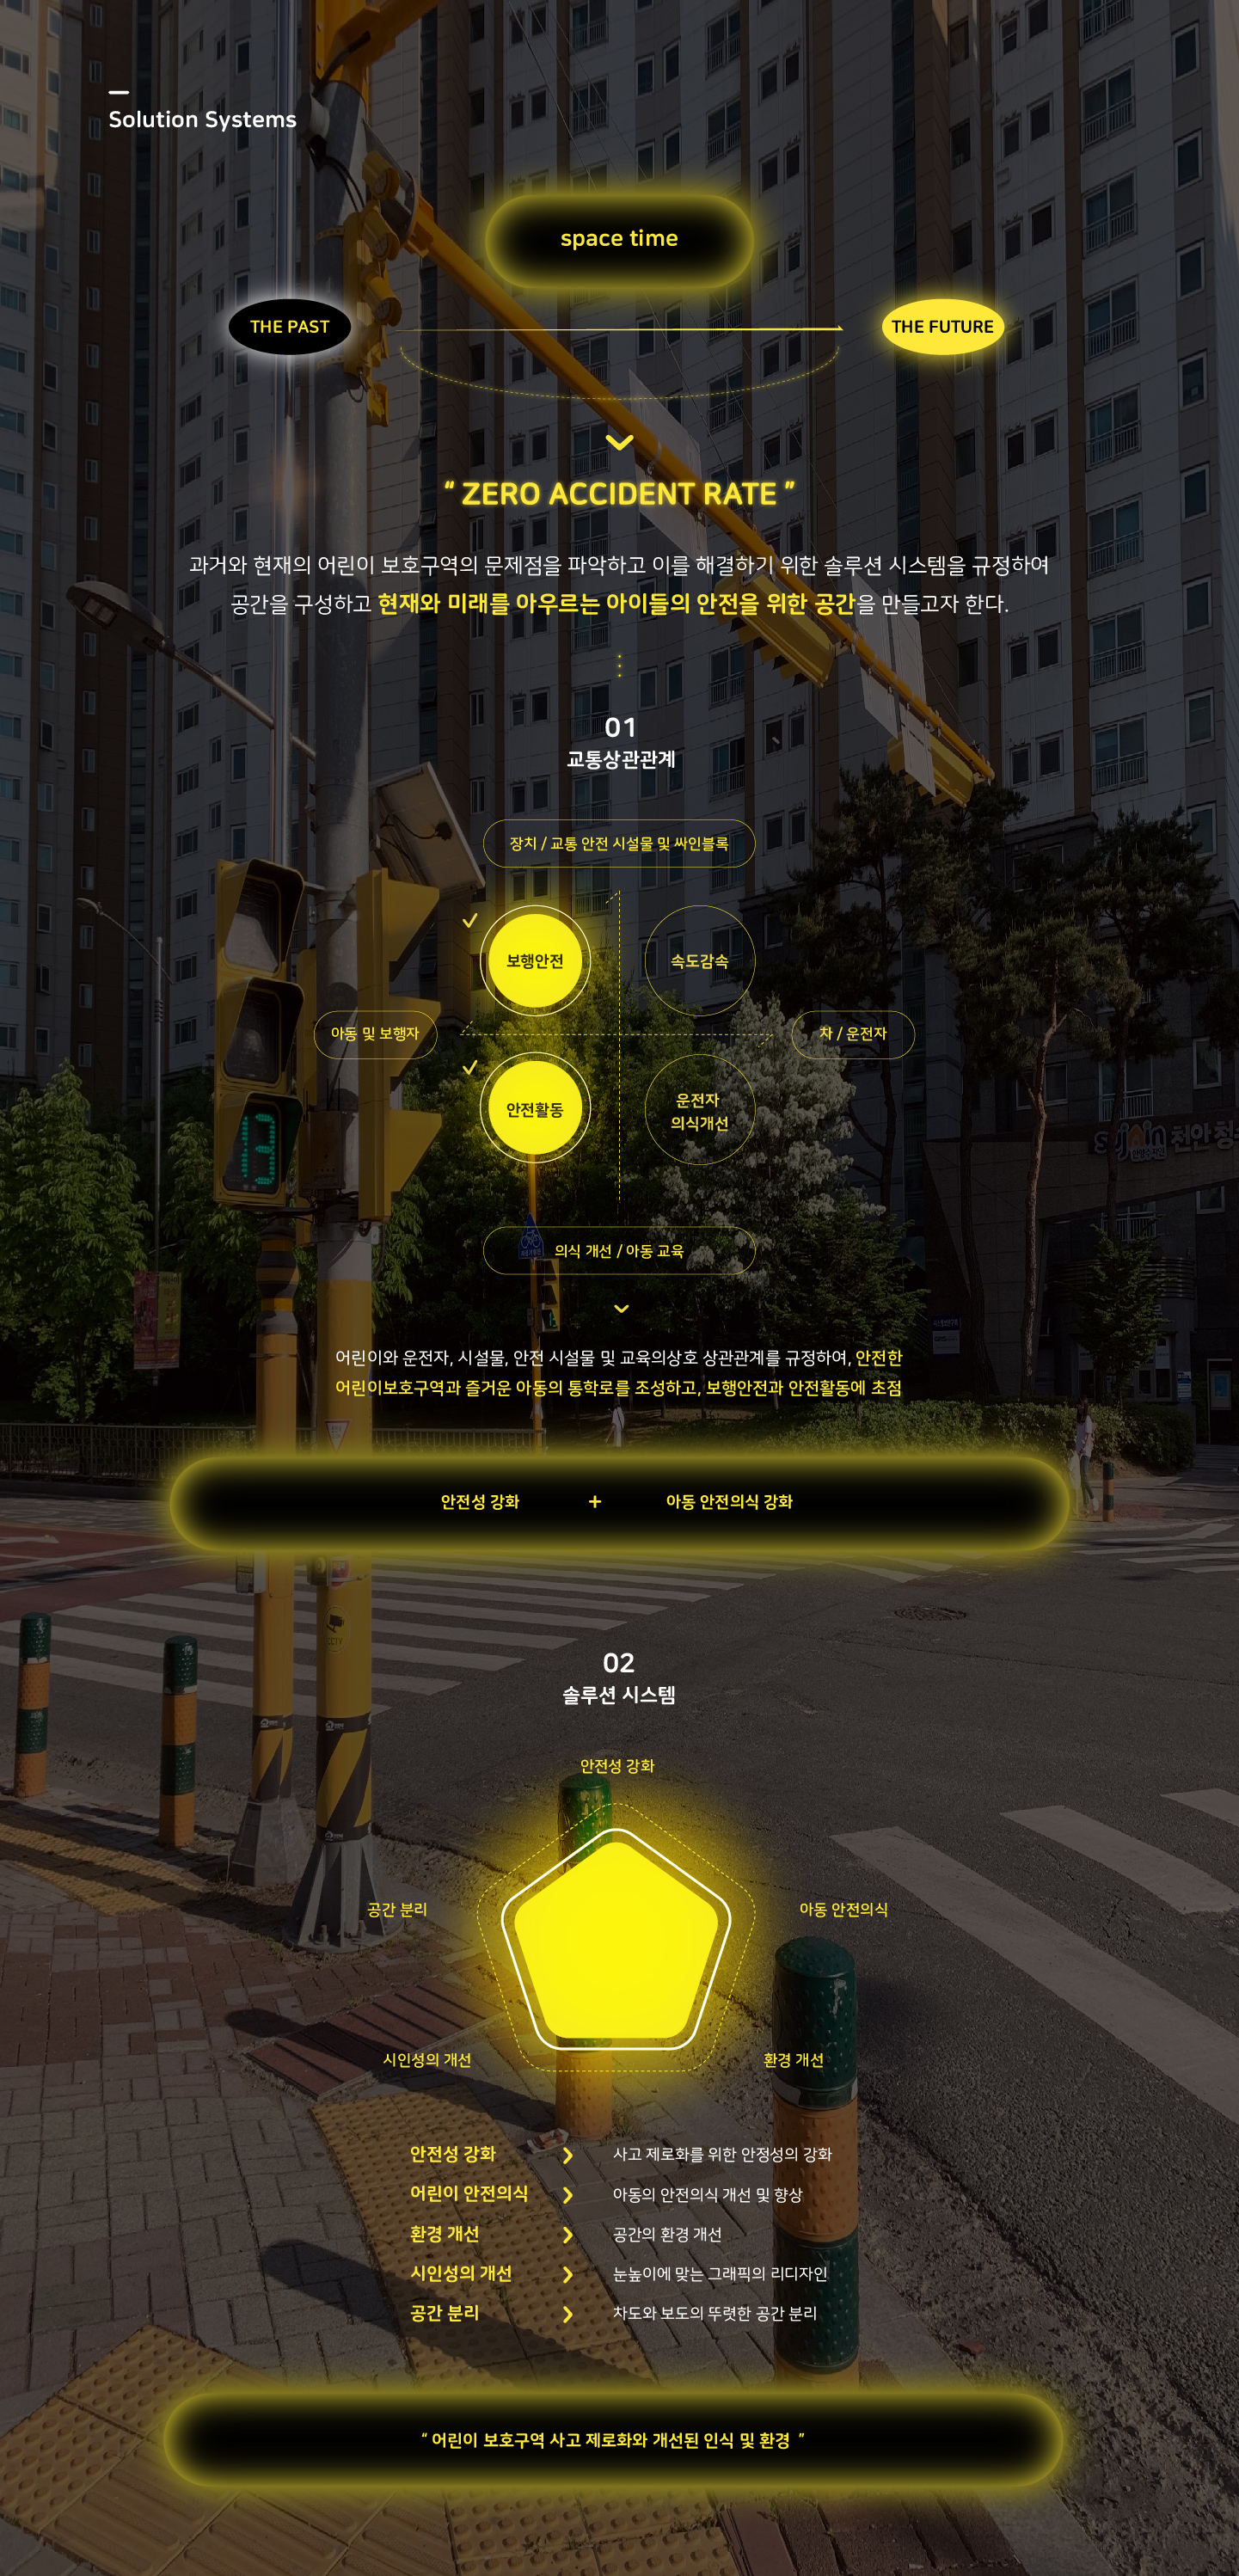 Solution Systems
space time
THE PAST
THE FUTURE
“ ZERO ACCIDENT RATE ”
과거와 현재의 어린이 보호구역의 문제점을 파악하고 이를 해결하기 위한 솔루션 시스템을 규정하여
공간을 구성하고 현재와 미래를 아우르는 아이들의 안전을 위한 공간을 만들고자 한다.
01
교통상관관계
장치 / 교통 안전 시설물 및 싸인블록
보행안전
속도감속
아동 및 보행자
차 / 운전자
안전활동
운전자
의식개선
13
천안청
의식 개선 / 아동 교육
어린이와 운전자, 시설물, 안전 시설물 및 교육의상호 상관관계를 규정하여, 안전한
어린이보호구역과 즐거운 아동의 통학로를 조성하고, 보행안전과 안전활동에 초점
안전성 강화 + 아동 안전의식 강화
CCTV
02
솔루션 시스템
안전성 강화
공간 분리
아동 안전의식
시인성의 개선
환경 개선
안전성 강화 사고 제로화를 위한 안정성의 강화
어린이 안전의식 아동의 안전의식 개선 및 향상
환경 개선 공간의 환경 개선
시인성의 개선 눈높이에 맞는 그래픽의 리디자인
공간 분리 차도와 보도의 뚜렷한 공간 분리
“ 어린이 보호구역 사고 제로화와 개선된 인식 및 환경 ”